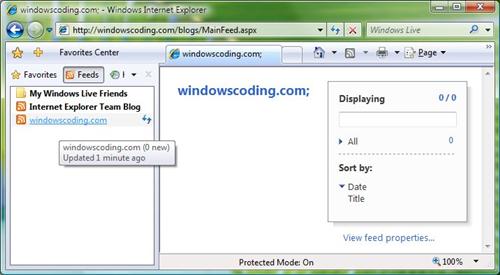 windowscoding.com; - Windows Internet Explorer
http://windowscoding.com/blogs/MainFeed.aspx
Windows Live
Favorites Center
windowscoding.com;
Page
Favorites
Feeds
My Windows Live Friends
Internet Explorer Team Blog
windowscoding.com
windowscoding.com (0 new)
Updated 1 minute ago
windowscoding.com;
Displaying 0 / 0
All 0
Sort by:
Date
Title
View feed properties...
Protected Mode: On
100%